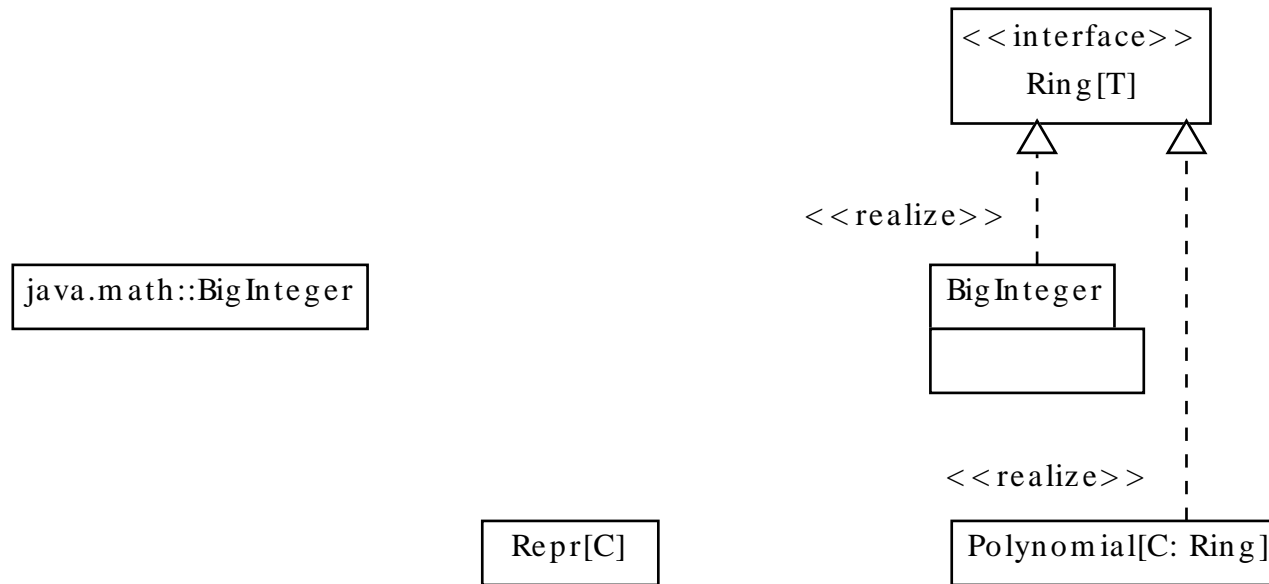 <<interface>>
Ring[T]
<<realize>>
java.math::BigInteger
BigInteger
<<realize>>
Repr[C]
Polynomial[C: Ring]